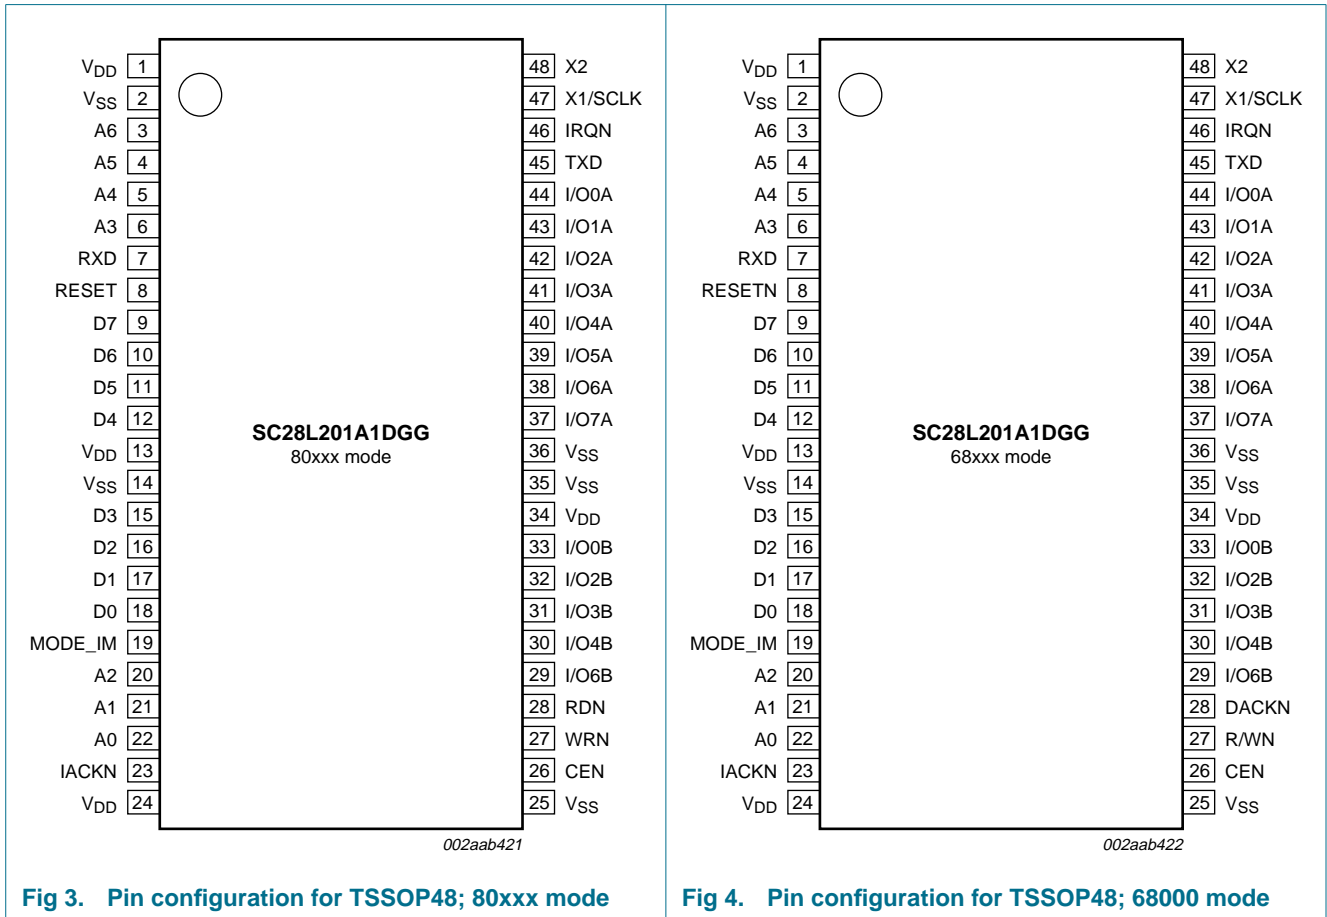 VDD 1 48 X2
VSS 2 47 X1/SCLK
A6 3 46 IRQN
A5 4 45 TXD
A4 5 44 I/O0A
A3 6 43 I/O1A
RXD 7 42 I/O2A
RESET 8 41 I/O3A
D7 9 40 I/O4A
D6 10 39 I/O5A
D5 11 38 I/O6A
D4 12 37 I/O7A
SC28L201A1DGG
80xxx mode
VDD 13 36 VSS
VSS 14 35 VSS
D3 15 34 VDD
D2 16 33 I/O0B
D1 17 32 I/O2B
D0 18 31 I/O3B
MODE_IM 19 30 I/O4B
A2 20 29 I/O6B
A1 21 28 RDN
A0 22 27 WRN
IACKN 23 26 CEN
VDD 24 25 VSS
002aab421
Fig 3. Pin configuration for TSSOP48; 80xxx mode
VDD 1 48 X2
VSS 2 47 X1/SCLK
A6 3 46 IRQN
A5 4 45 TXD
A4 5 44 I/O0A
A3 6 43 I/O1A
RXD 7 42 I/O2A
RESETN 8 41 I/O3A
D7 9 40 I/O4A
D6 10 39 I/O5A
D5 11 38 I/O6A
D4 12 37 I/O7A
SC28L201A1DGG
68xxx mode
VDD 13 36 VSS
VSS 14 35 VSS
D3 15 34 VDD
D2 16 33 I/O0B
D1 17 32 I/O2B
D0 18 31 I/O3B
MODE_IM 19 30 I/O4B
A2 20 29 I/O6B
A1 21 28 DACKN
A0 22 27 R/WN
IACKN 23 26 CEN
VDD 24 25 VSS
002aab422
Fig 4. Pin configuration for TSSOP48; 68000 mode